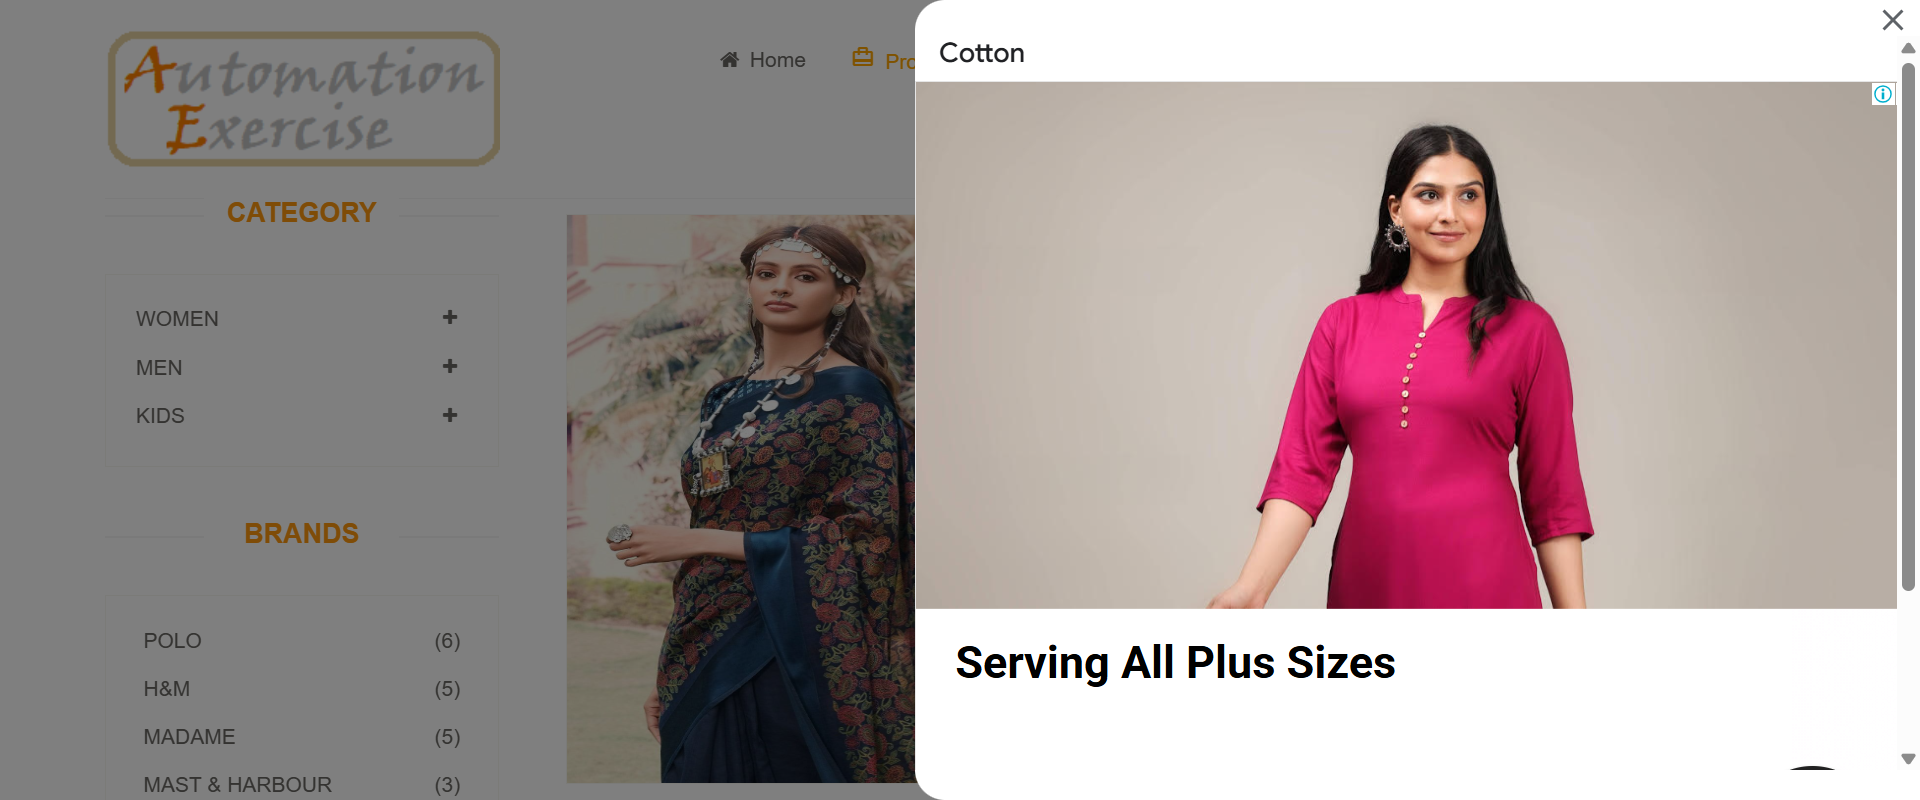 Automation
Exercise
Home
Pro
CATEGORY
WOMEN
MEN
KIDS
BRANDS
POLO (6)
H&M (5)
MADAME (5)
MAST & HARBOUR (3)
Cotton
Serving All Plus Sizes